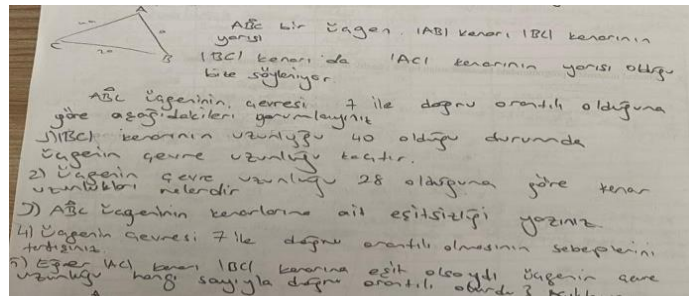 A
C
B
2a
ABC bir üçgen. |AB| kenarı |BC| kenarının
yarısı
|BC| kenarı da |AC| kenarının yarısı olduğu
bize söyleniyor.
ABC üçgeninin, çevresi 7 ile doğru orantılı olduğuna
göre aşağıdakileri yorumlayınız
1) |BC| kenarının uzunluğu 40 olduğu durumda
üçgenin çevre uzunluğu kaçtır.
2) Üçgenin çevre uzunluğu 28 olduğuna göre kenar
uzunlukları nelerdir
3) ABC üçgeninin kenarlarına ait eşitsizliği yazınız.
4) Üçgenin çevresi 7 ile doğru orantılı olmasının sebeplerini
tartışınız.
5) Eğer |AC| kenarı |BC| kenarına eşit olsaydı üçgenin çevre
uzunluğu hangi sayıyla doğru orantılı olurdu?